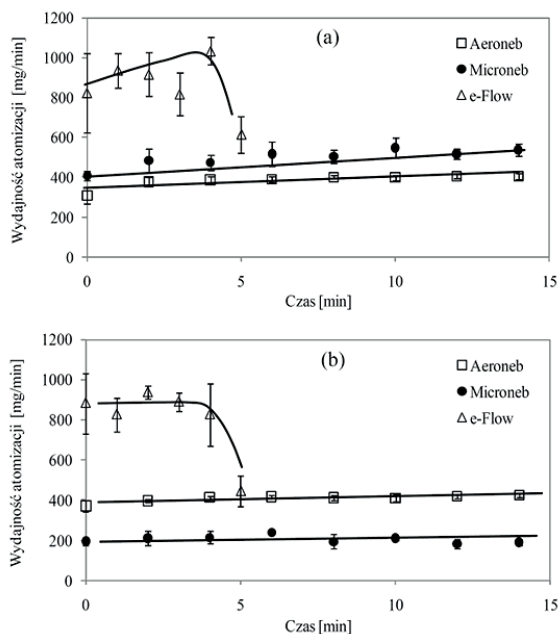 (a)
Aeroneb
Microneb
e-Flow
Wydajność atomizacji [mg/min]
1200
1000
800
600
400
200
0
0 5 10 15
Czas [min]
(b)
Aeroneb
Microneb
e-Flow
Wydajność atomizacji [mg/min]
1200
1000
800
600
400
200
0
0 5 10 15
Czas [min]